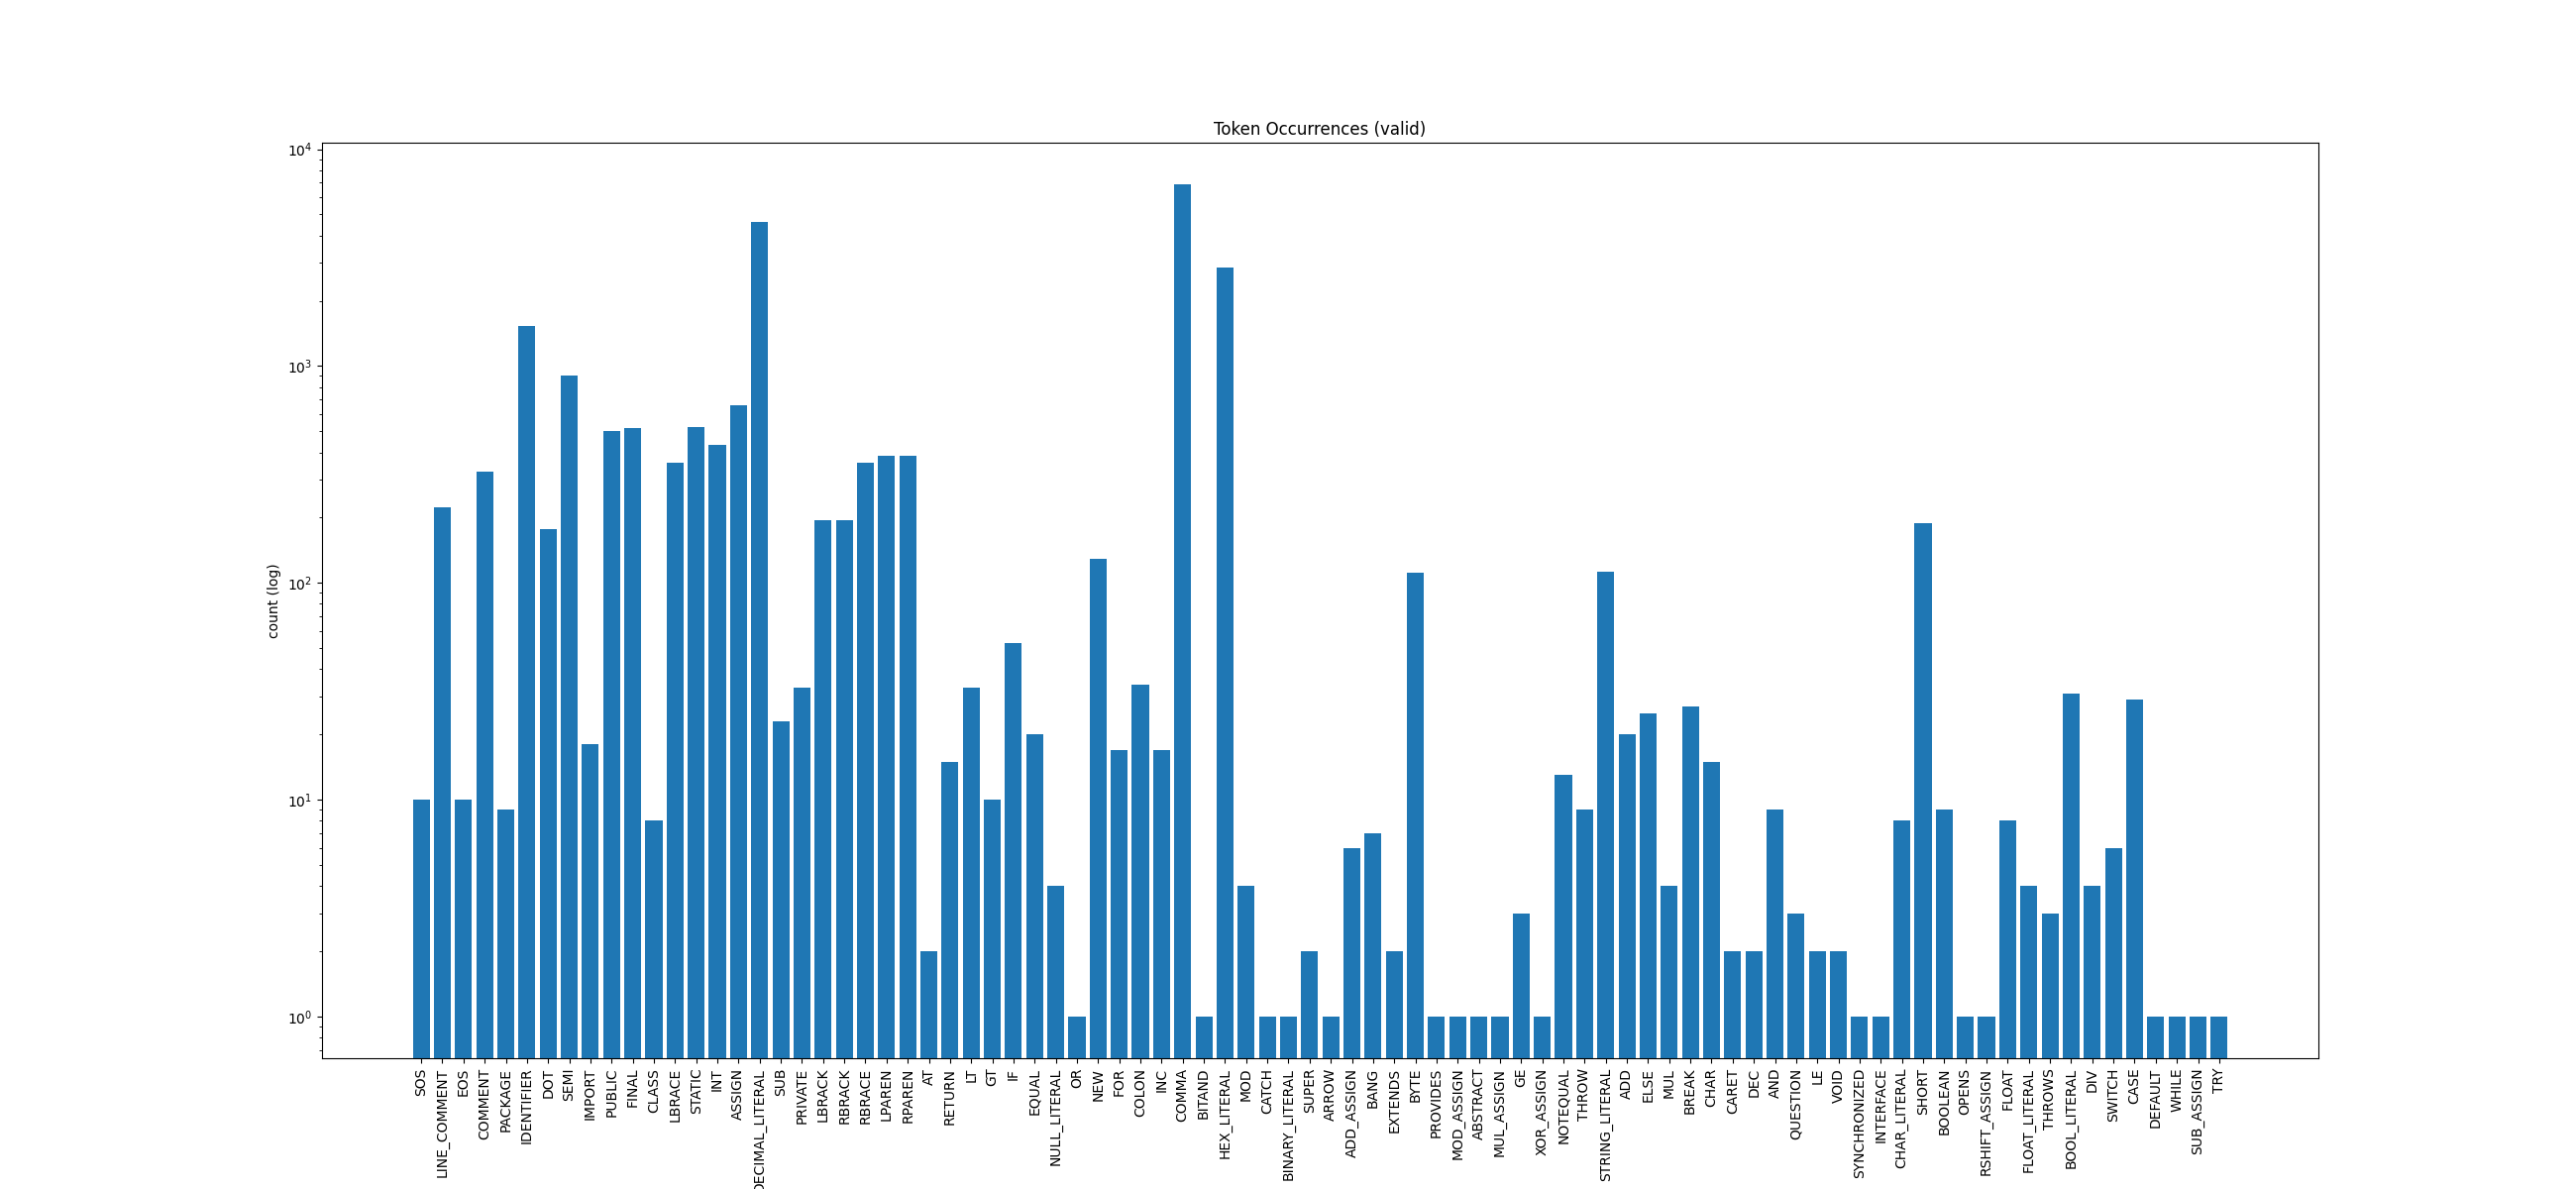 Token Occurrences (valid)
10⁴
10³
10²
10¹
10⁰
count (log)
SOS
LINE_COMMENT
EOS
COMMENT
PACKAGE
IDENTIFIER
DOT
SEMI
IMPORT
PUBLIC
FINAL
CLASS
LBRACE
STATIC
INT
ASSIGN
DECIMAL_LITERAL
SUB
PRIVATE
LBRACK
RBRACK
RBRACE
LPAREN
RPAREN
AT
RETURN
LT
GT
IF
EQUAL
NULL_LITERAL
OR
NEW
FOR
COLON
INC
COMMA
BITAND
HEX_LITERAL
MOD
CATCH
BINARY_LITERAL
SUPER
ARROW
ADD_ASSIGN
BANG
EXTENDS
BYTE
PROVIDES
MOD_ASSIGN
ABSTRACT
MUL_ASSIGN
GE
XOR_ASSIGN
NOTEQUAL
THROW
STRING_LITERAL
ADD
ELSE
MUL
BREAK
CHAR
CARET
DEC
AND
QUESTION
LE
VOID
SYNCHRONIZED
INTERFACE
CHAR_LITERAL
SHORT
BOOLEAN
OPENS
RSHIFT_ASSIGN
FLOAT
FLOAT_LITERAL
THROWS
BOOL_LITERAL
DIV
SWITCH
CASE
DEFAULT
WHILE
SUB_ASSIGN
TRY